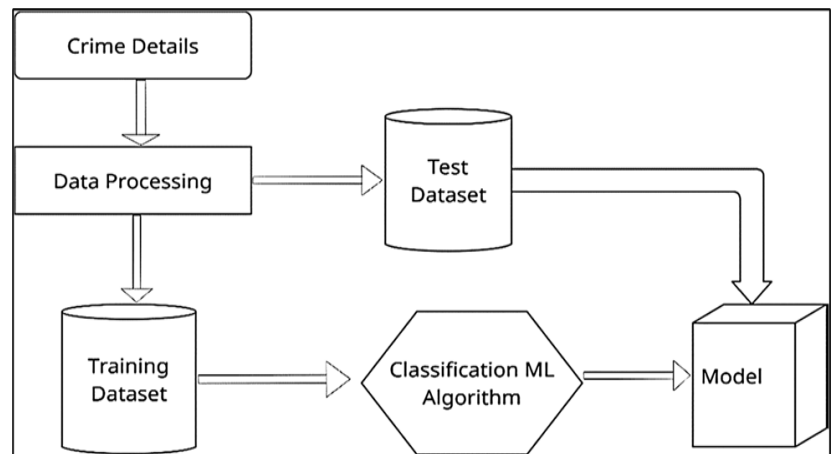 Crime Details
Data Processing
Test
Dataset
Training
Dataset
Classification ML
Algorithm
Model